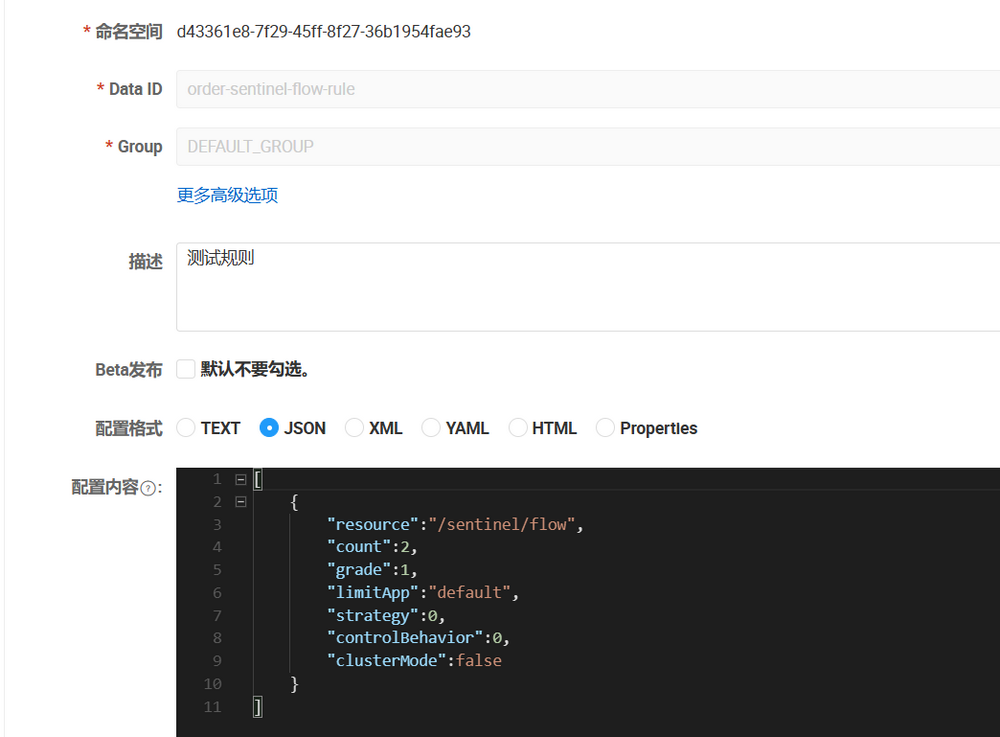 * 命名空间 d43361e8-7f29-45ff-8f27-36b1954fae93
* Data ID order-sentinel-flow-rule
* Group DEFAULT_GROUP
更多高级选项
描述 测试规则
Beta发布 默认不要勾选。
配置格式 TEXT JSON XML YAML HTML Properties
配置内容?:
1 [
2 {
3 "resource":"/sentinel/flow",
4 "count":2,
5 "grade":1,
6 "limitApp":"default",
7 "strategy":0,
8 "controlBehavior":0,
9 "clusterMode":false
10 }
11 ]